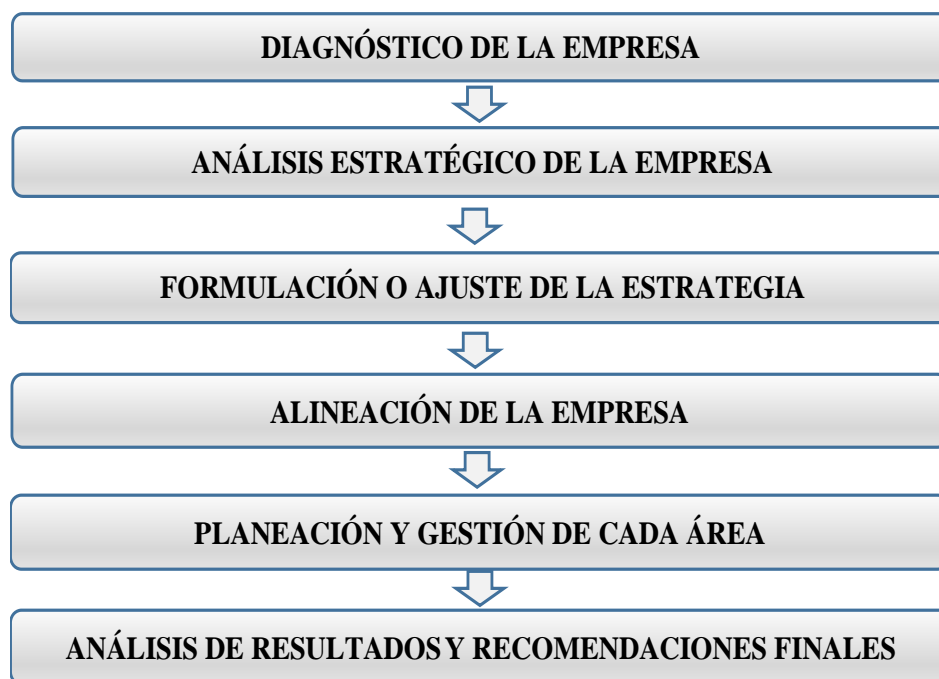 DIAGNÓSTICO DE LA EMPRESA
ANÁLISIS ESTRATÉGICO DE LA EMPRESA
FORMULACIÓN O AJUSTE DE LA ESTRATEGIA
ALINEACIÓN DE LA EMPRESA
PLANEACIÓN Y GESTIÓN DE CADA ÁREA
ANÁLISIS DE RESULTADOS Y RECOMENDACIONES FINALES